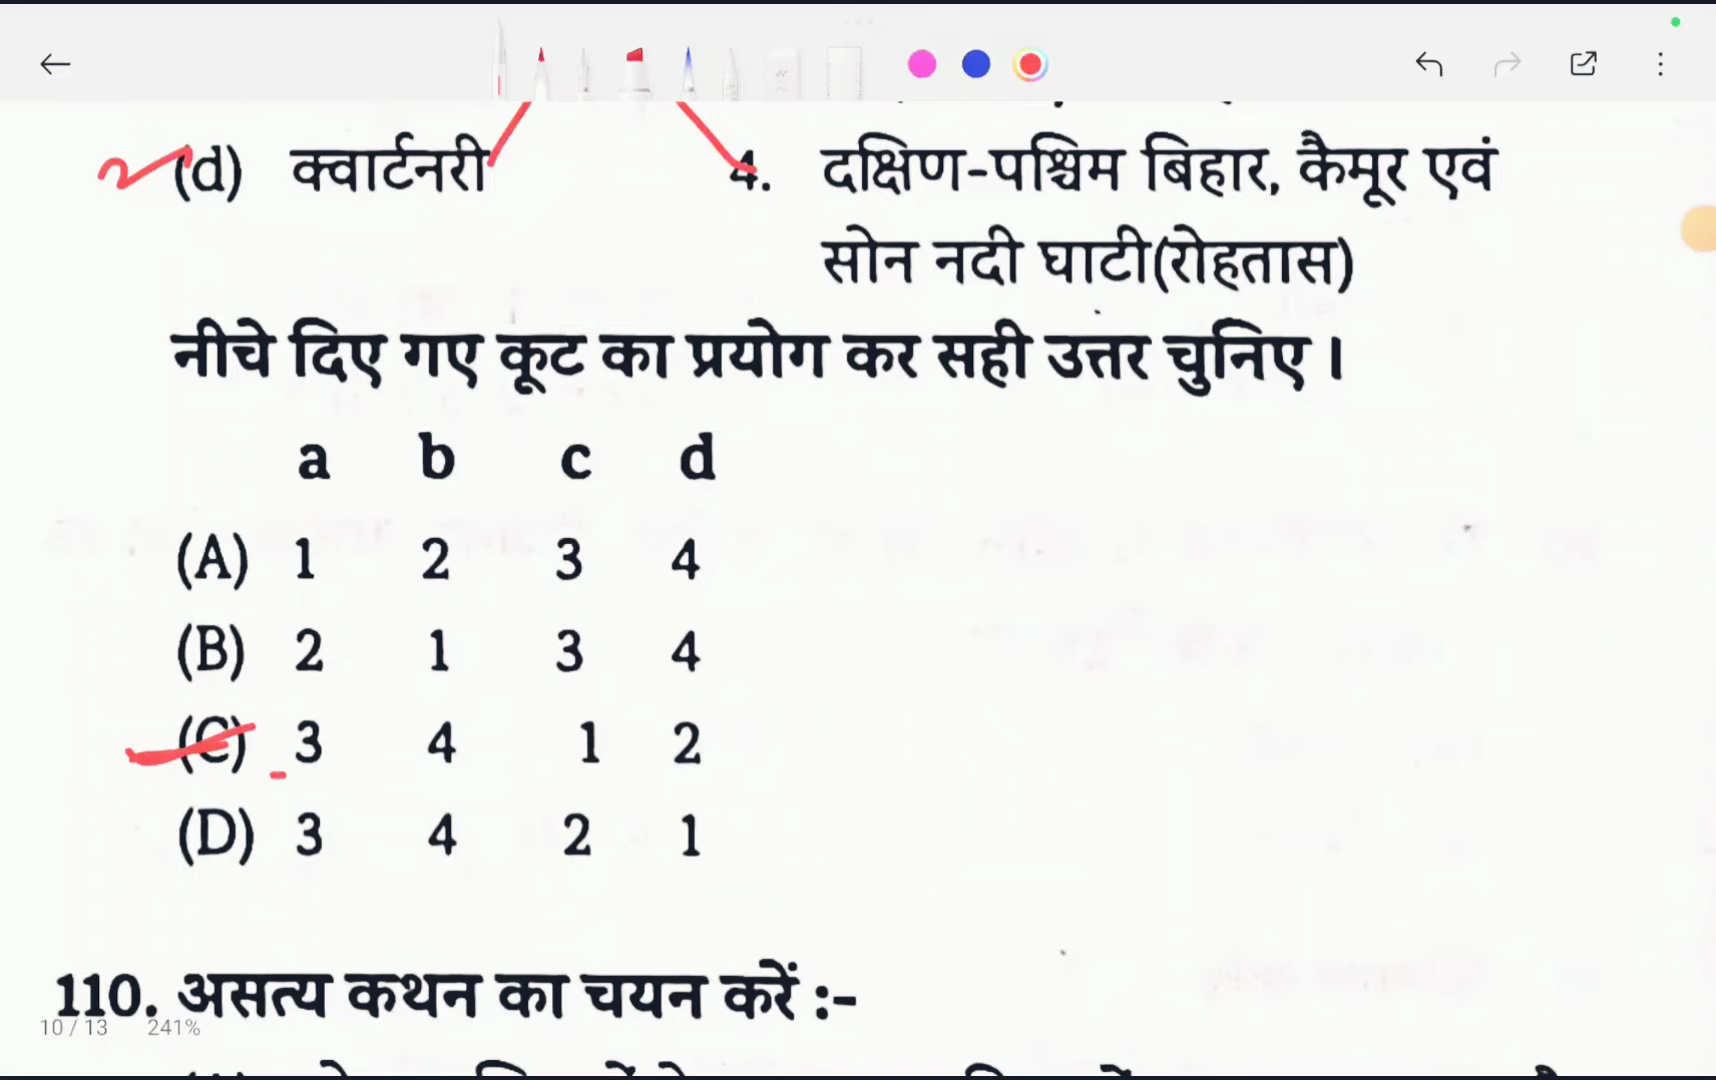 (d) क्वार्टनरी 4. दक्षिण-पश्चिम बिहार, कैमूर एवं
सोन नदी घाटी(रोहतास)
नीचे दिए गए कूट का प्रयोग कर सही उत्तर चुनिए।
a b c d
(A) 1 2 3 4
(B) 2 1 3 4
(C) 3 4 1 2
(D) 3 4 2 1
110. असत्य कथन का चयन करें :-
10 / 13 241%